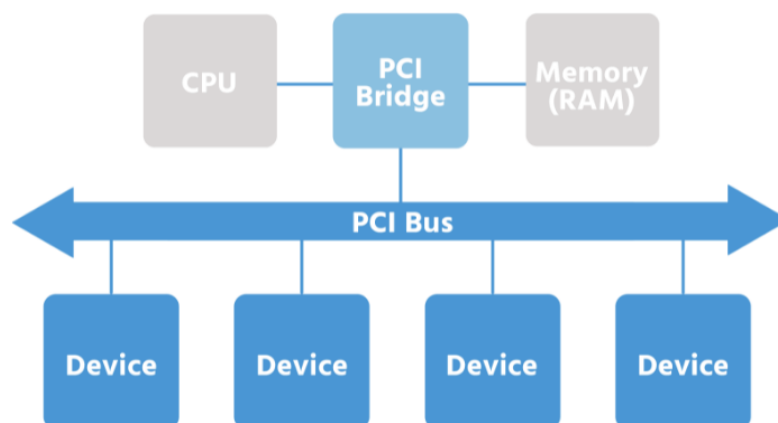 CPU
PCI
Bridge
Memory
(RAM)
PCI Bus
Device
Device
Device
Device